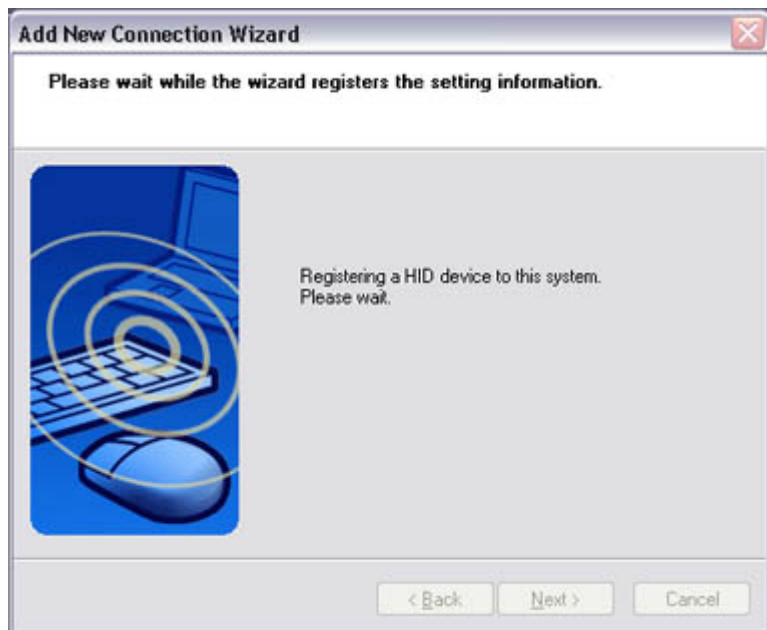 Add New Connection Wizard
Please wait while the wizard registers the setting information.
Registering a HID device to this system.
Please wait.
< Back
Next >
Cancel